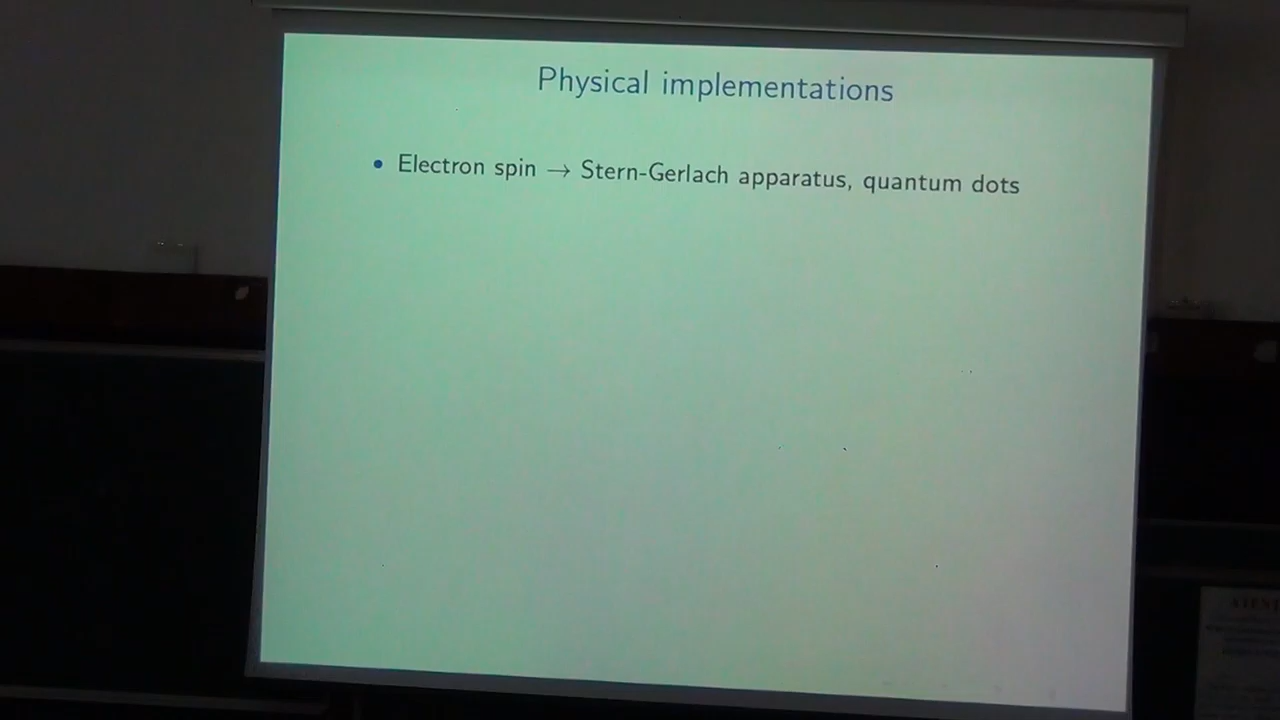 Physical implementations
• Electron spin → Stern-Gerlach apparatus, quantum dots